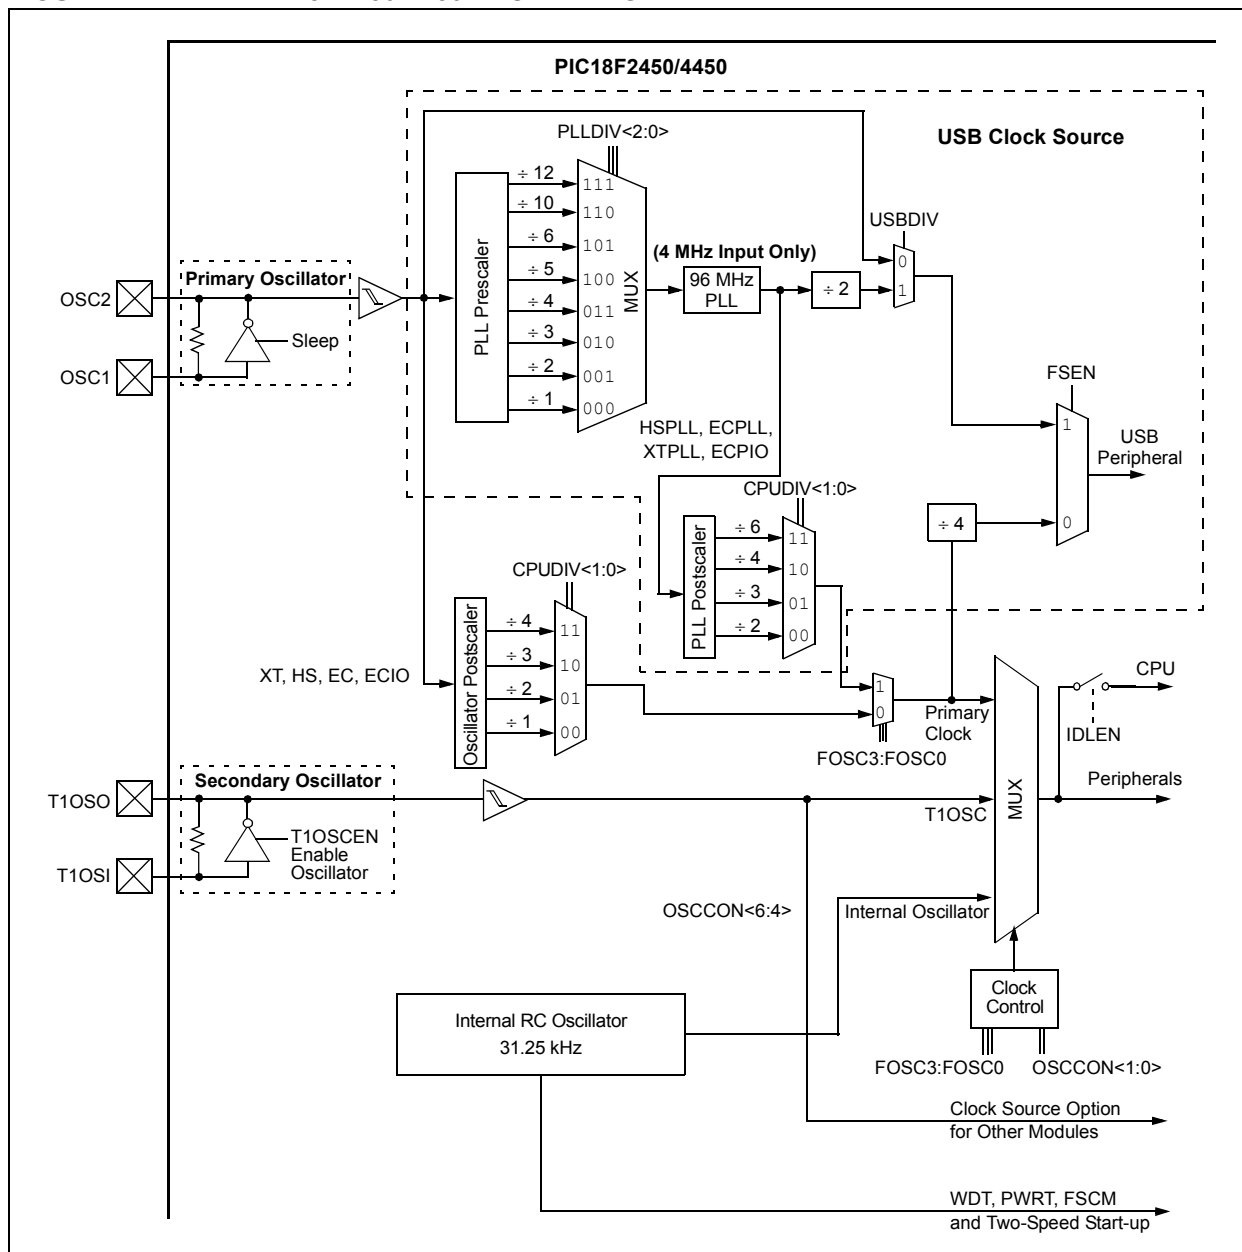 PIC18F2450/4450
PLLDIV<2:0>
USB Clock Source
÷ 12
111
÷ 10
110
÷ 6
101
÷ 5
100
÷ 4
011
÷ 3
010
÷ 2
001
÷ 1
000
PLL Prescaler
MUX
(4 MHz Input Only)
96 MHz
PLL
÷ 2
USBDIV
0
1
Primary Oscillator
OSC2
Sleep
OSC1
FSEN
1
USB
Peripheral
0
HSPLL, ECPLL,
XTPLL, ECPIO
CPUDIV<1:0>
÷ 4
PLL Postscaler
÷ 6
11
÷ 4
10
÷ 3
01
÷ 2
00
CPUDIV<1:0>
Oscillator Postscaler
÷ 4
11
÷ 3
10
÷ 2
01
÷ 1
00
XT, HS, EC, ECIO
1
0
FOSC3:FOSC0
Primary
Clock
CPU
IDLEN
Peripherals
MUX
Secondary Oscillator
T1OSO
T1OSCEN
Enable
Oscillator
T1OSI
T1OSC
OSCCON<6:4>
Internal Oscillator
Internal RC Oscillator
31.25 kHz
Clock
Control
FOSC3:FOSC0
OSCCON<1:0>
Clock Source Option
for Other Modules
WDT, PWRT, FSCM
and Two-Speed Start-up